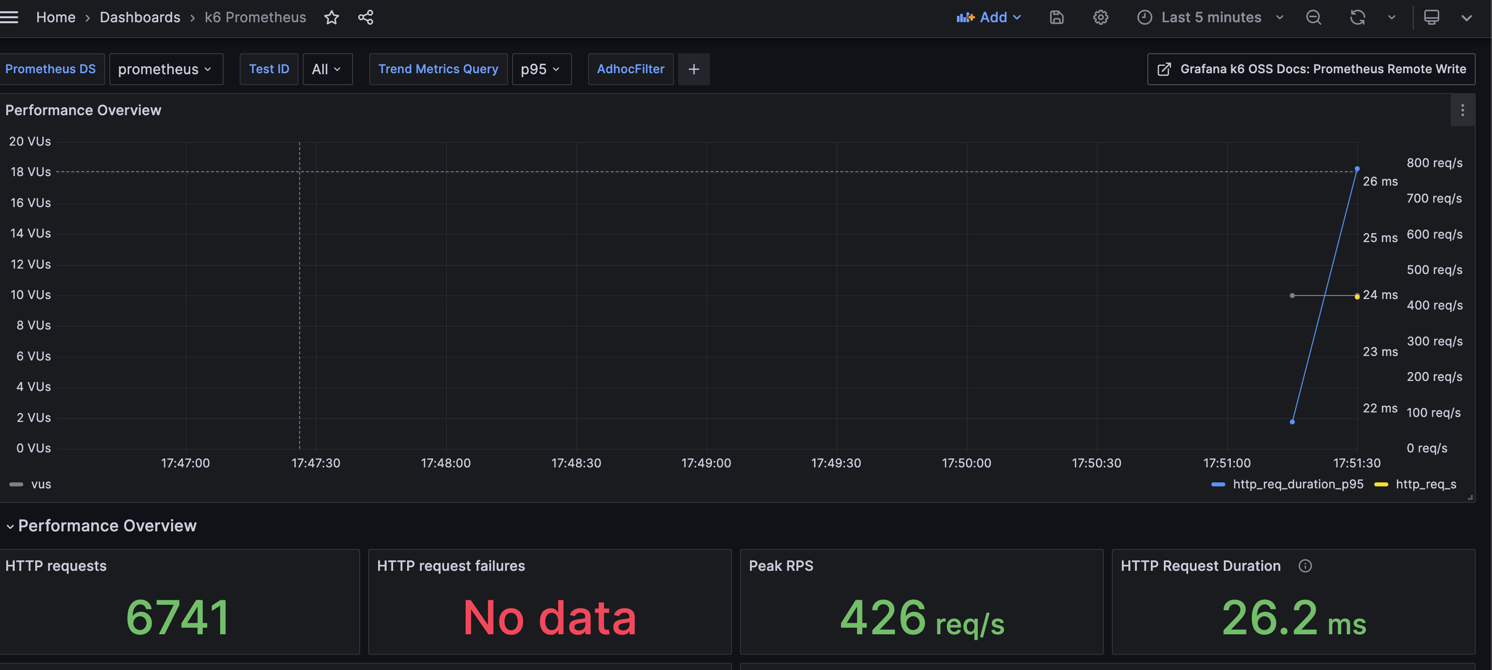 Home > Dashboards > k6 Prometheus Add Last 5 minutes
Prometheus DS prometheus Test ID All Trend Metrics Query p95 AdhocFilter + Grafana k6 OSS Docs: Prometheus Remote Write
Performance Overview
20 VUs
18 VUs
16 VUs
14 VUs
12 VUs
10 VUs
8 VUs
6 VUs
4 VUs
2 VUs
0 VUs
26 ms
25 ms
24 ms
23 ms
22 ms
800 req/s
700 req/s
600 req/s
500 req/s
400 req/s
300 req/s
200 req/s
100 req/s
0 req/s
17:47:00 17:47:30 17:48:00 17:48:30 17:49:00 17:49:30 17:50:00 17:50:30 17:51:00 17:51:30
vus http_req_duration_p95 http_req_s
Performance Overview
HTTP requests
6741
HTTP request failures
No data
Peak RPS
426 req/s
HTTP Request Duration
26.2 ms